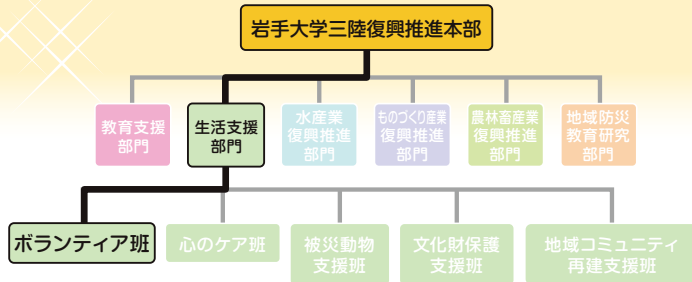 岩手大学三陸復興推進本部
教育支援
部門
生活支援
部門
水産業
復興推進
部門
ものづくり産業
復興推進
部門
農林畜産業
復興推進
部門
地域防災
教育研究
部門
ボランティア班
心のケア班
被災動物
支援班
文化財保護
支援班
地域コミュニティ
再建支援班